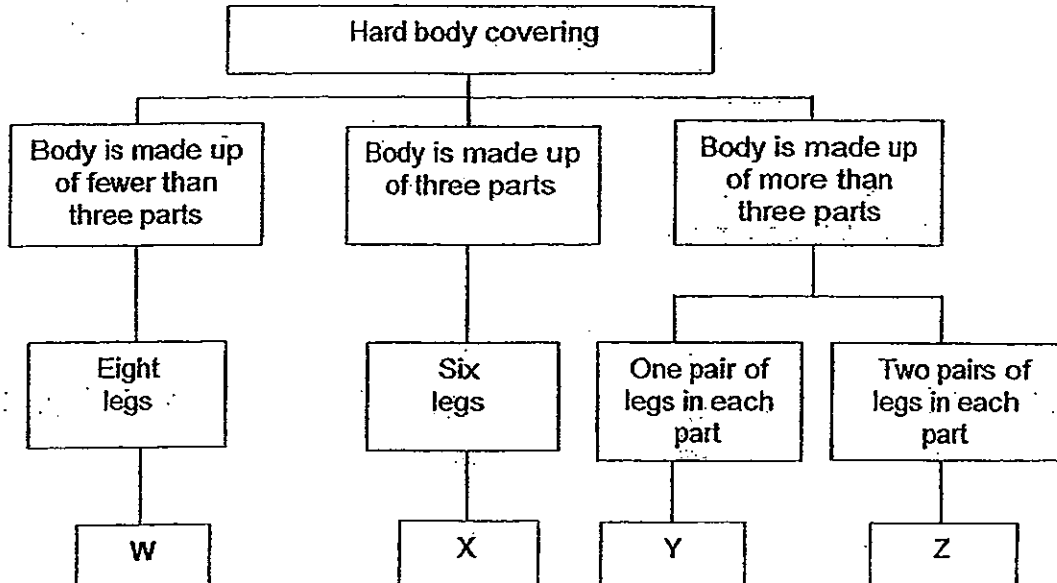 Hard body covering
Body is made up
of fewer than
three parts
Body is made up
of three parts
Body is made up
of more than
three parts
Eight
legs
Six
legs
One pair of
legs in each
part
Two pairs of
legs in each
part
W
X
Y
Z